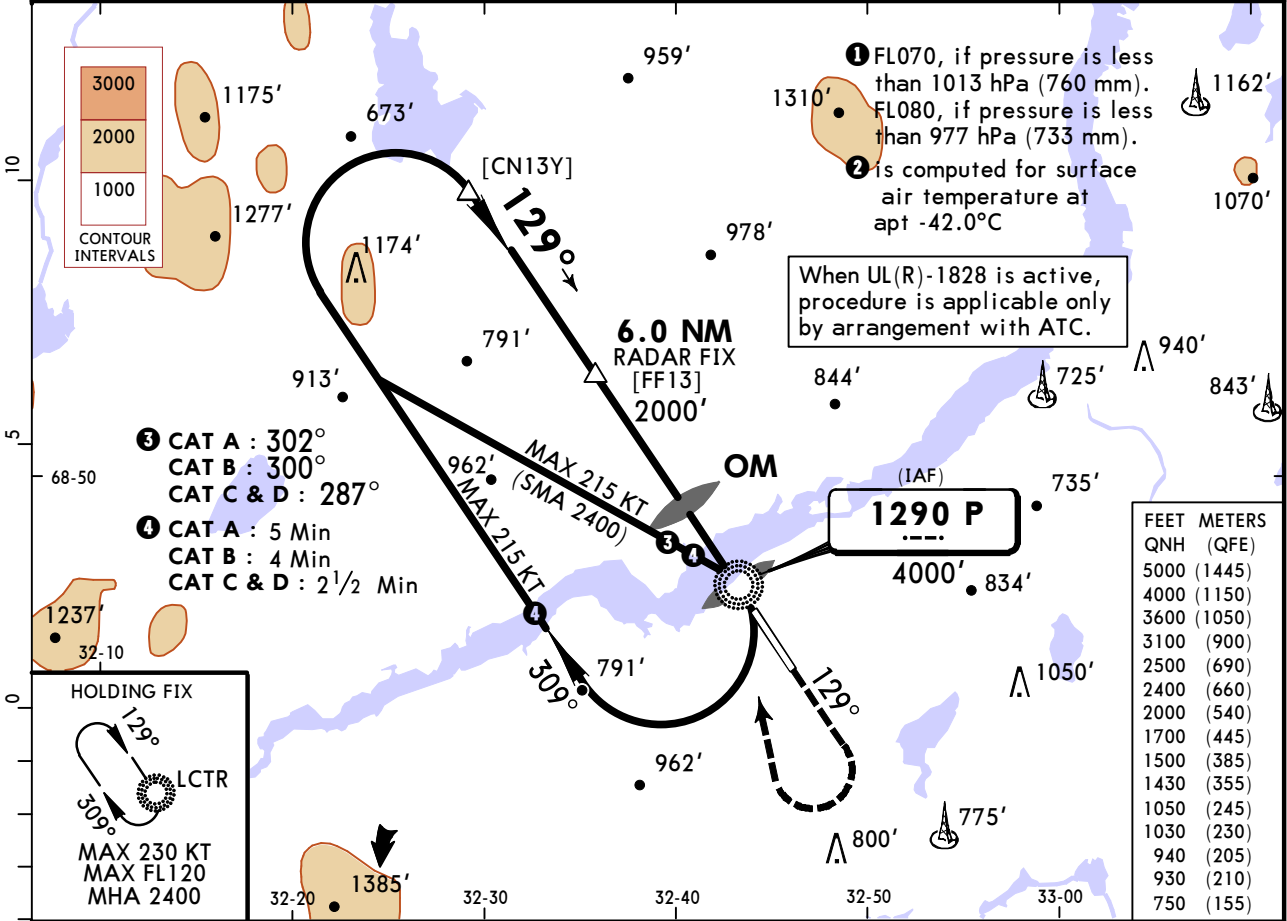 3000
2000
1000
CONTOUR
INTERVALS
1175′
673′
1277′
1174′
959′
978′
[CN13Y]
129°
1310′
❶ FL070, if pressure is less
than 1013 hPa (760 mm).
FL080, if pressure is less
than 977 hPa (733 mm).
❷ is computed for surface
air temperature at
apt -42.0°C
1162′
1070′
When UL(R)-1828 is active,
procedure is applicable only
by arrangement with ATC.
6.0 NM
RADAR FIX
[FF13]
2000′
791′
913′
844′
725′
940′
843′
10
5
0
68-50
❸ CAT A : 302°
CAT B : 300°
CAT C & D : 287°
❹ CAT A : 5 Min
CAT B : 4 Min
CAT C & D : 2 1/2 Min
962′
MAX 215 KT
(SMA 2400)
MAX 215 KT
❸
❹
❹
OM
(IAF)
1290 P
4000′
735′
834′
1237′
32-10
309°
791′
129°
1050′
962′
800′
775′
1385′
32-20
32-30
32-40
32-50
33-00
HOLDING FIX
129°
LCTR
309°
MAX 230 KT
MAX FL120
MHA 2400
FEET METERS
QNH (QFE)
5000 (1445)
4000 (1150)
3600 (1050)
3100 (900)
2500 (690)
2400 (660)
2000 (540)
1700 (445)
1500 (385)
1430 (355)
1050 (245)
1030 (230)
940 (205)
930 (210)
750 (155)